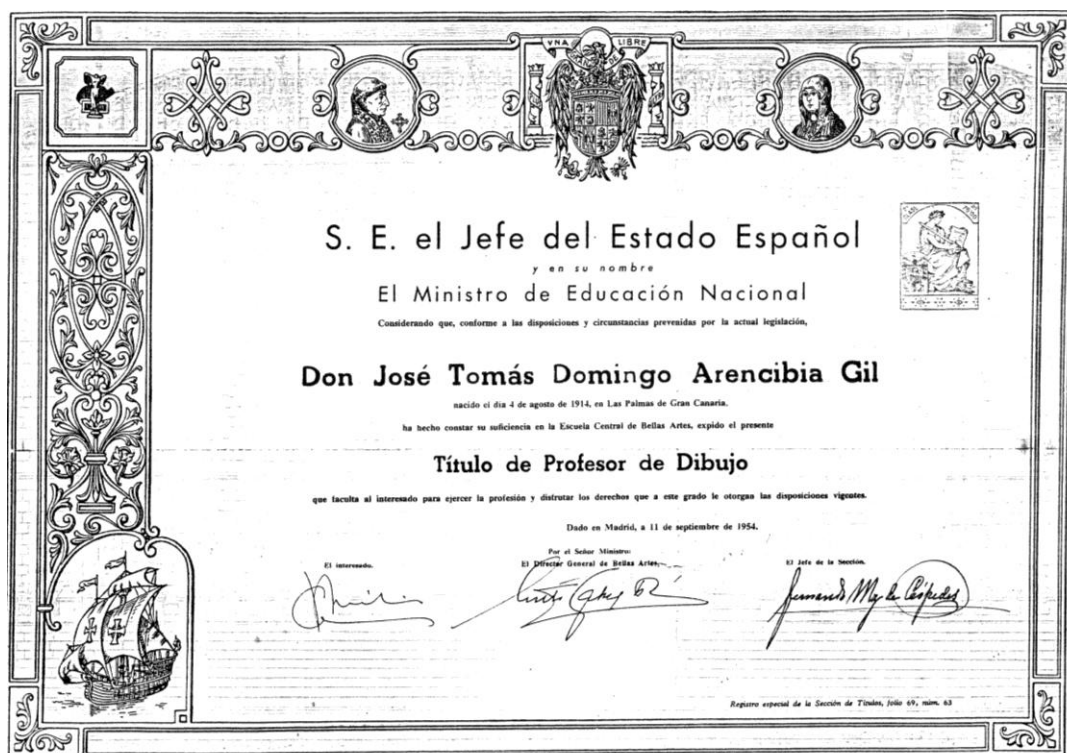 VNA LIBRE
S. E. el Jefe del Estado Español
y en su nombre
El Ministro de Educación Nacional
Considerando que, conforme a las disposiciones y circunstancias prevenidas por la actual legislación,
Don José Tomás Domingo Arencibia Gil
nacido el día 4 de agosto de 1914, en Las Palmas de Gran Canaria,
ha hecho constar su suficiencia en la Escuela Central de Bellas Artes, expido el presente
Título de Profesor de Dibujo
que faculta al interesado para ejercer la profesión y disfrutar los derechos que a este grado le otorgan las disposiciones vigentes.
Dado en Madrid, a 11 de septiembre de 1954.
Por el Señor Ministro:
El interesado,
El Director General de Bellas Artes,
El Jefe de la Sección,
Fernando Mª de Céspedes
Registro especial de la Sección de Títulos, folio 69, núm. 63